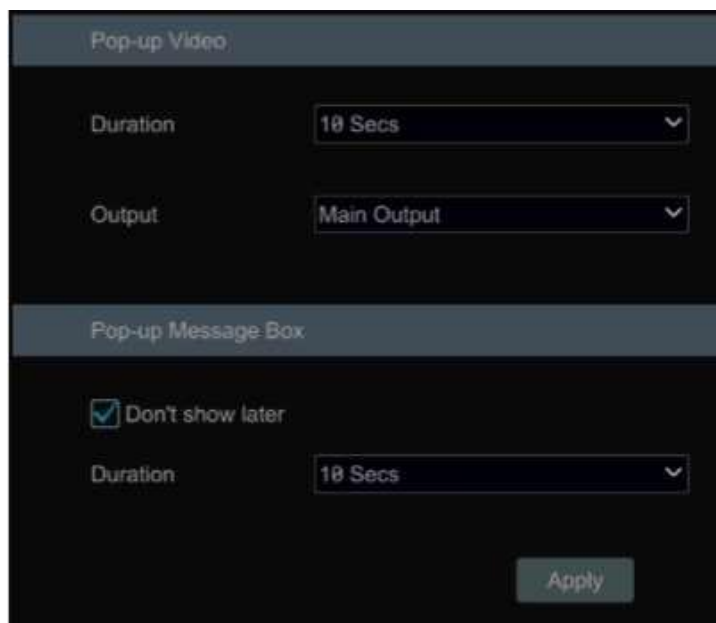 Pop-up Video
Duration 10 Secs
Output Main Output
Pop-up Message Box
Don't show later
Duration 10 Secs
Apply